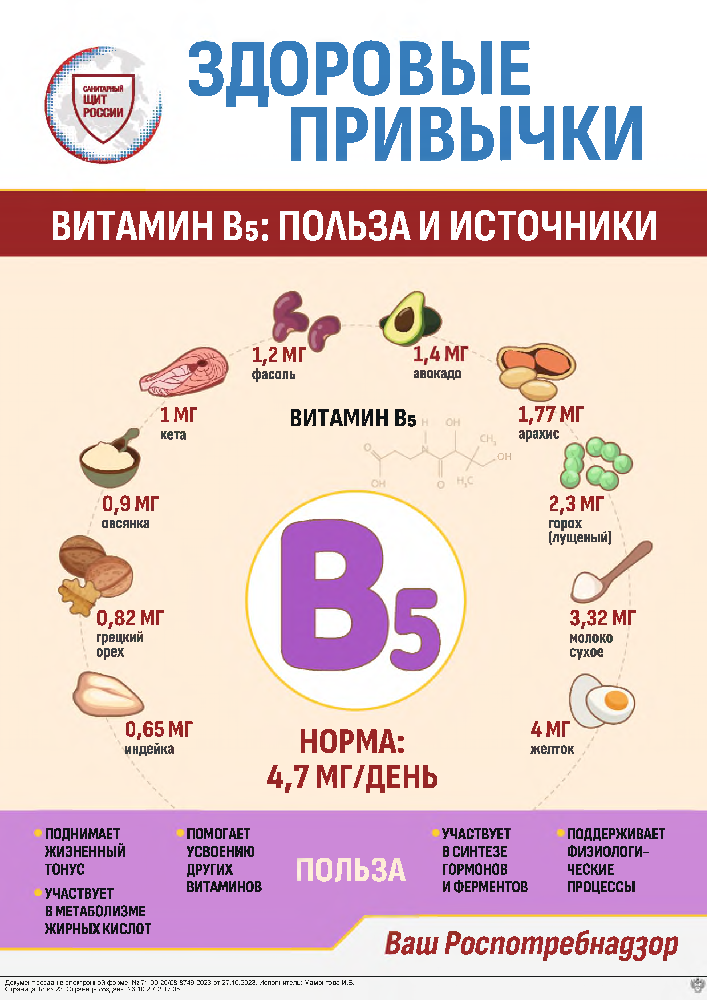 САНИТАРНЫЙ
ЩИТ
РОССИИ
ЗДОРОВЫЕ
ПРИВЫЧКИ
ВИТАМИН В5: ПОЛЬЗА И ИСТОЧНИКИ
1,2 МГ
фасоль
1,4 МГ
авокадо
1 МГ
кета
1,77 МГ
арахис
ВИТАМИН В5
H
OH
CH3
O
N
OH
OH
O
H3C
0,9 МГ
овсянка
2,3 МГ
горох
(лущеный)
0,82 МГ
грецкий
орех
3,32 МГ
молоко
сухое
В5
0,65 МГ
индейка
4 МГ
желток
НОРМА:
4,7 МГ/ДЕНЬ
ПОДНИМАЕТ
ЖИЗНЕННЫЙ
ТОНУС
УЧАСТВУЕТ
В МЕТАБОЛИЗМЕ
ЖИРНЫХ КИСЛОТ
ПОМОГАЕТ
УСВОЕНИЮ
ДРУГИХ
ВИТАМИНОВ
ПОЛЬЗА
УЧАСТВУЕТ
В СИНТЕЗЕ
ГОРМОНОВ
И ФЕРМЕНТОВ
ПОДДЕРЖИВАЕТ
ФИЗИОЛОГИ-
ЧЕСКИЕ
ПРОЦЕССЫ
Ваш Роспотребнадзор
Документ создан в электронной форме. № 71-00-20/08-8749-2023 от 27.10.2023. Исполнитель: Мамонтова И.В.
Страница 18 из 23. Страница создана: 26.10.2023 17:05